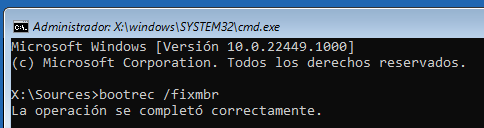 Administrador: X:\windows\SYSTEM32\cmd.exe
Microsoft Windows [Versión 10.0.22449.1000]
(c) Microsoft Corporation. Todos los derechos reservados.
X:\Sources>bootrec /fixmbr
La operación se completó correctamente.